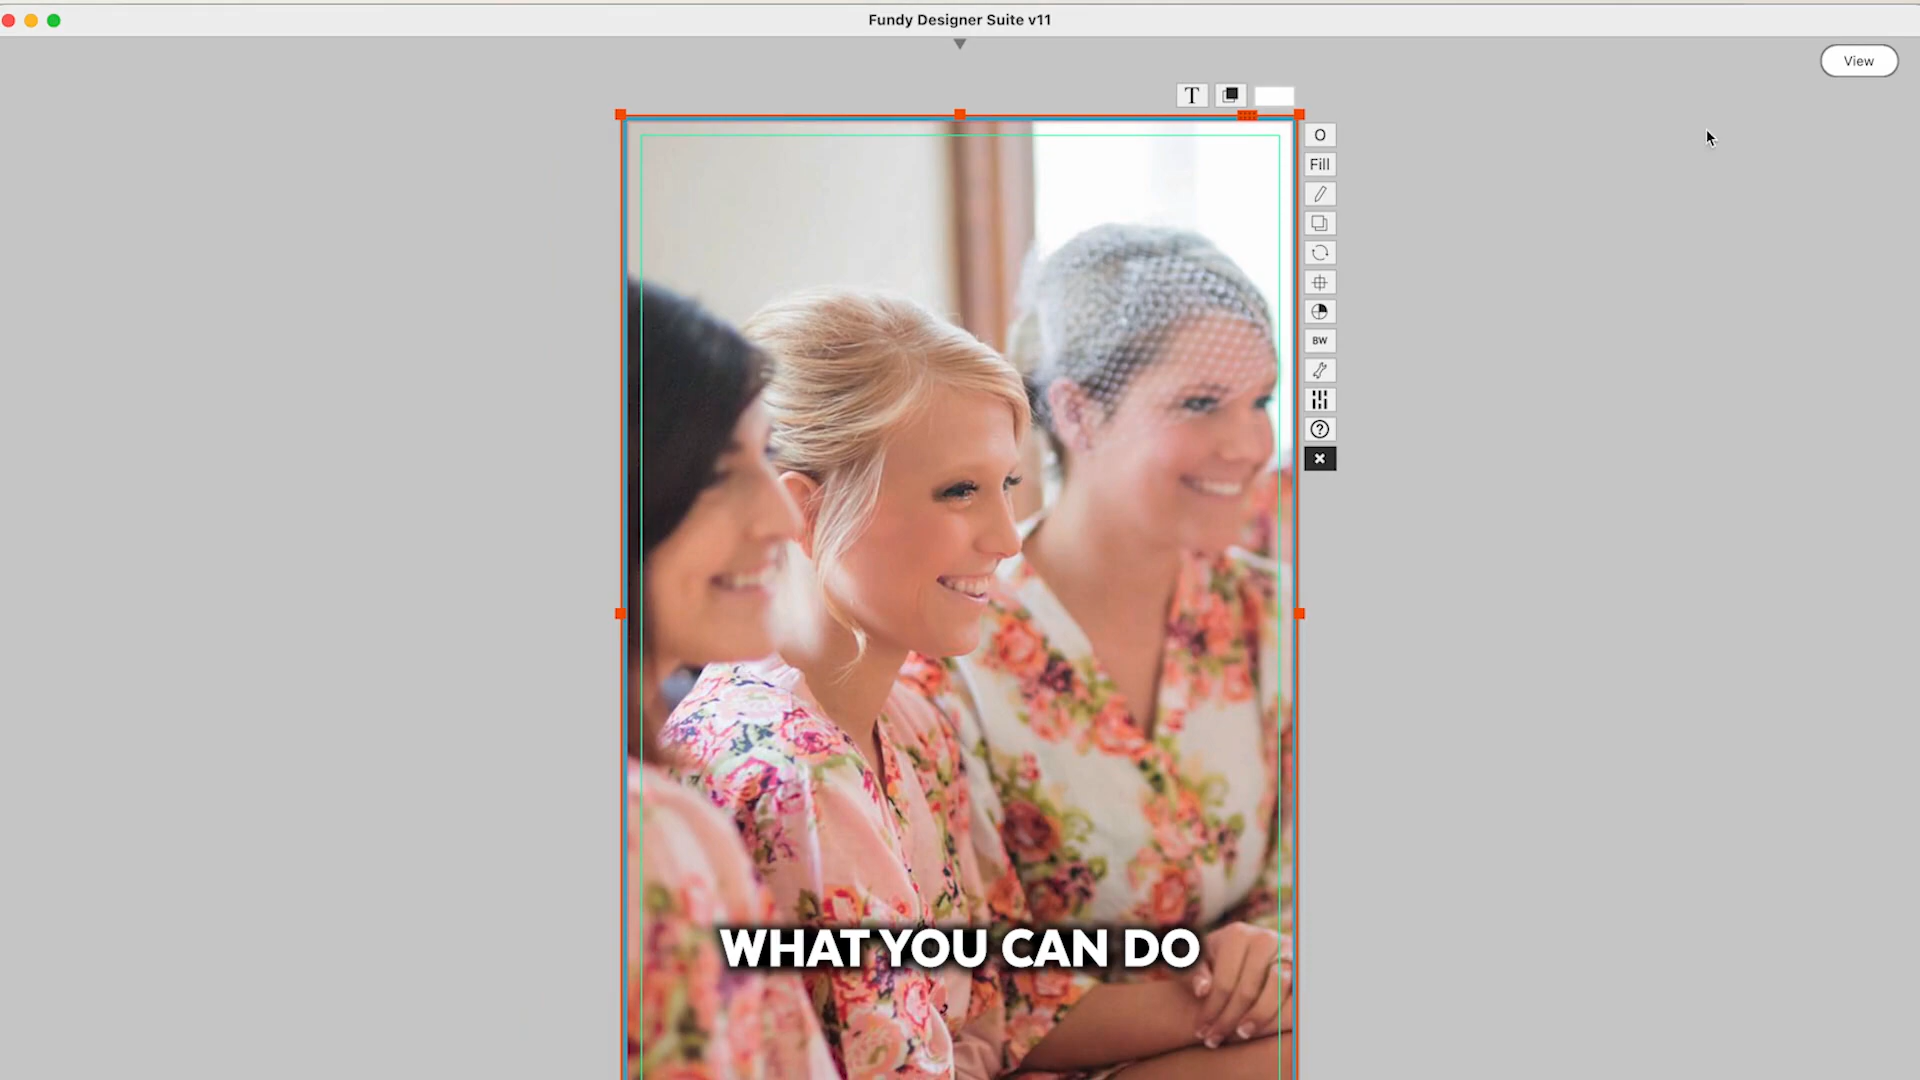 Fundy Designer Suite v11
View
T
O
Fill
BW
?
WHAT YOU CAN DO